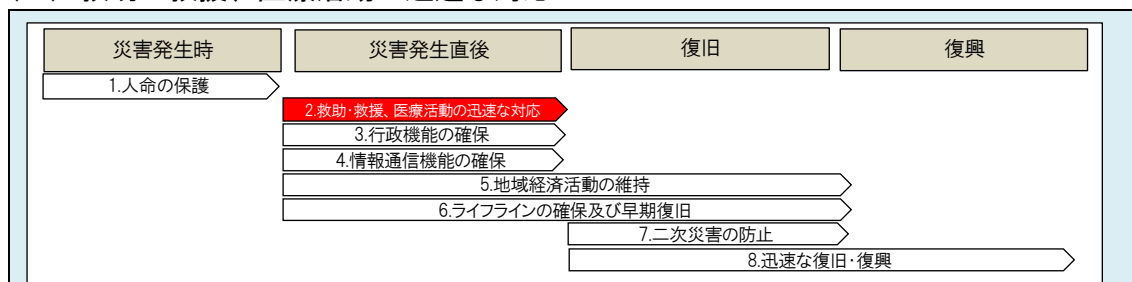 災害発生時
災害発生直後
復旧
復興
1.人命の保護
2.救助・救援、医療活動の迅速な対応
3.行政機能の確保
4.情報通信機能の確保
5.地域経済活動の維持
6.ライフラインの確保及び早期復旧
7.二次災害の防止
8.迅速な復旧・復興